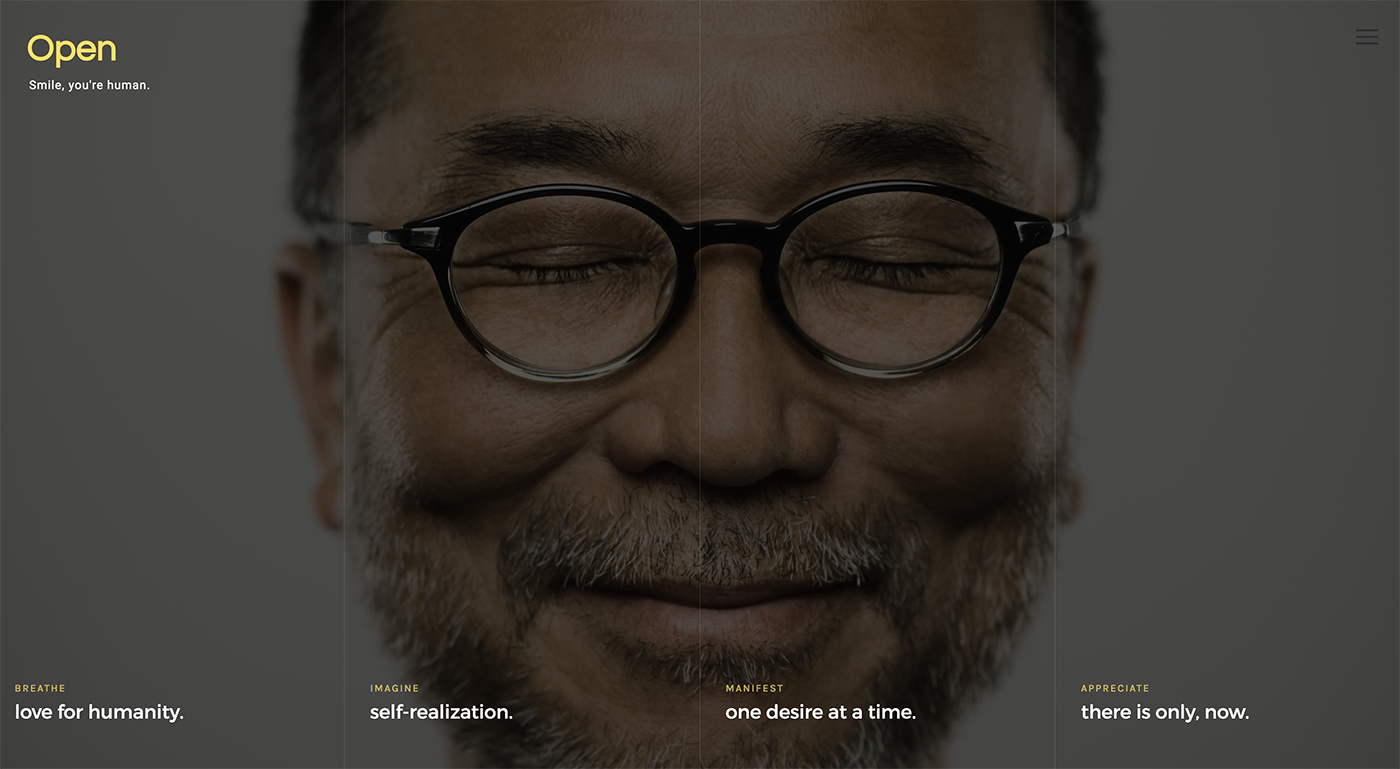 Open
Smile, you're human.
BREATHE
love for humanity.
IMAGINE
self-realization.
MANIFEST
one desire at a time.
APPRECIATE
there is only, now.